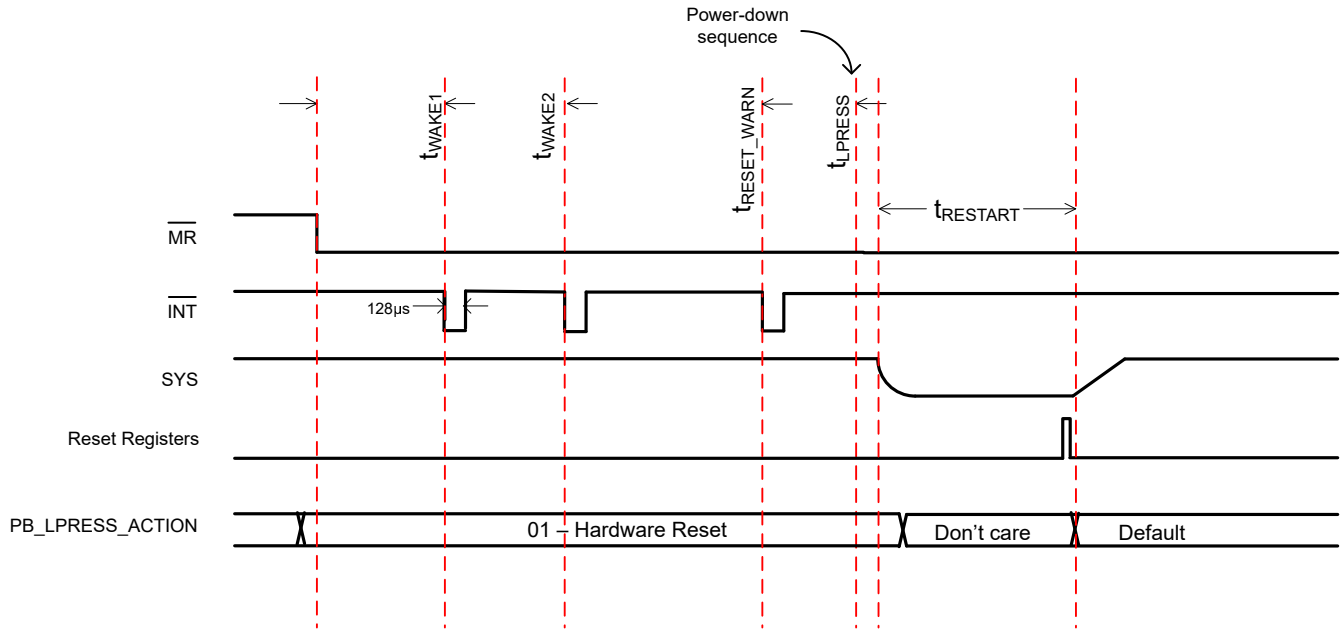 Power-down
sequence
tWAKE1
tWAKE2
tRESET_WARN
tLPRESS
tRESTART
MR
INT
128µs
SYS
Reset Registers
PB_LPRESS_ACTION
01 – Hardware Reset
Don't care
Default